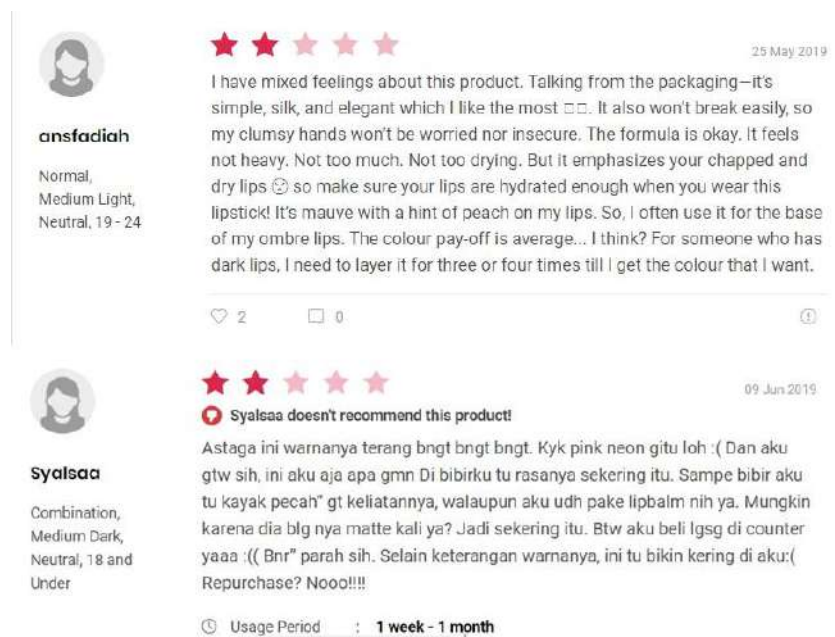 25 May 2019
ansfadiah
Normal,
Medium Light,
Neutral, 19 - 24
I have mixed feelings about this product. Talking from the packaging—it's
simple, silk, and elegant which I like the most □□. It also won't break easily, so
my clumsy hands won't be worried nor insecure. The formula is okay. It feels
not heavy. Not too much. Not too drying. But it emphasizes your chapped and
dry lips so make sure your lips are hydrated enough when you wear this
lipstick! It's mauve with a hint of peach on my lips. So, I often use it for the base
of my ombre lips. The colour pay-off is average... I think? For someone who has
dark lips, I need to layer it for three or four times till I get the colour that I want.
2 0
09 Jun 2019
Syalsaa
Combination,
Medium Dark,
Neutral, 18 and
Under
Syalsaa doesn't recommend this product!
Astaga ini warnanya terang bngt bngt bngt. Kyk pink neon gitu loh :( Dan aku
gtw sih, ini aku aja apa gmn Di bibirku tu rasanya sekering itu. Sampe bibir aku
tu kayak pecah" gt keliatannya, walaupun aku udh pake lipbalm nih ya. Mungkin
karena dia blg nya matte kali ya? Jadi sekering itu. Btw aku beli lgsg di counter
yaaa :(( Bnr" parah sih. Selain keterangan warnanya, ini tu bikin kering di aku:(
Repurchase? Nooo!!!!
Usage Period : 1 week - 1 month